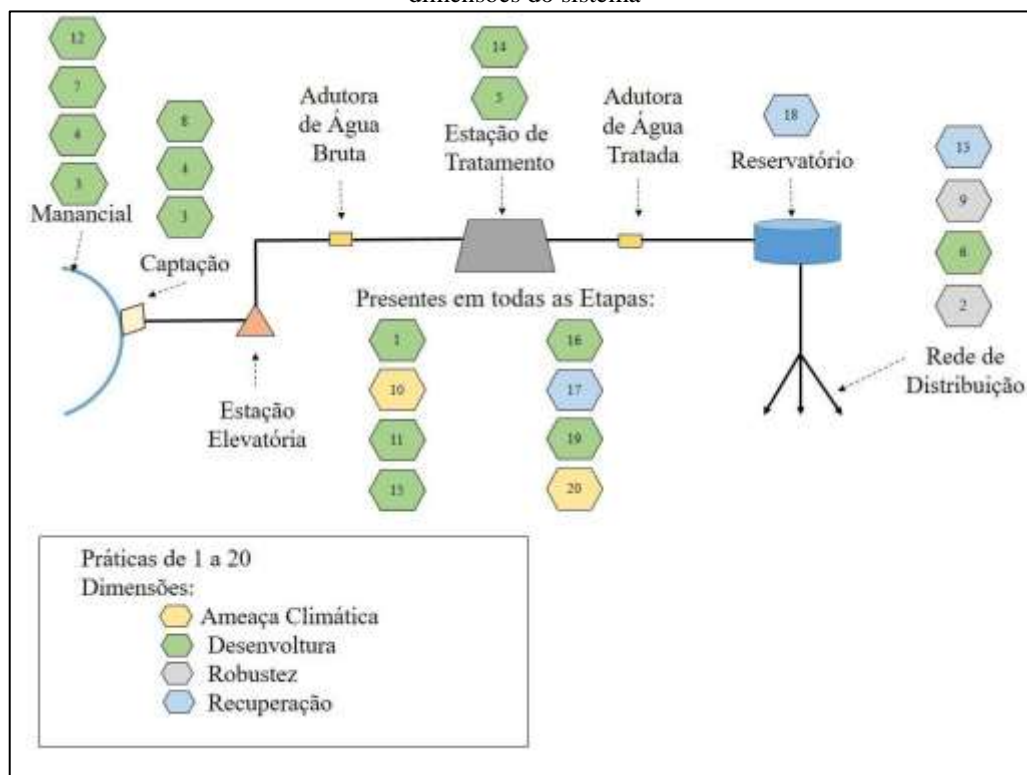 dimensões do sistema
12
7
4
3
Manancial
8
4
3
Captação
Adutora
de Água
Bruta
14
5
Estação de
Tratamento
Adutora
de Água
Tratada
18
Reservatório
13
9
6
2
Rede de
Distribuição
Estação
Elevatória
Presentes em todas as Etapas:
1
16
10
17
11
19
15
20
Práticas de 1 a 20
Dimensões:
Ameaça Climática
Desenvoltura
Robustez
Recuperação